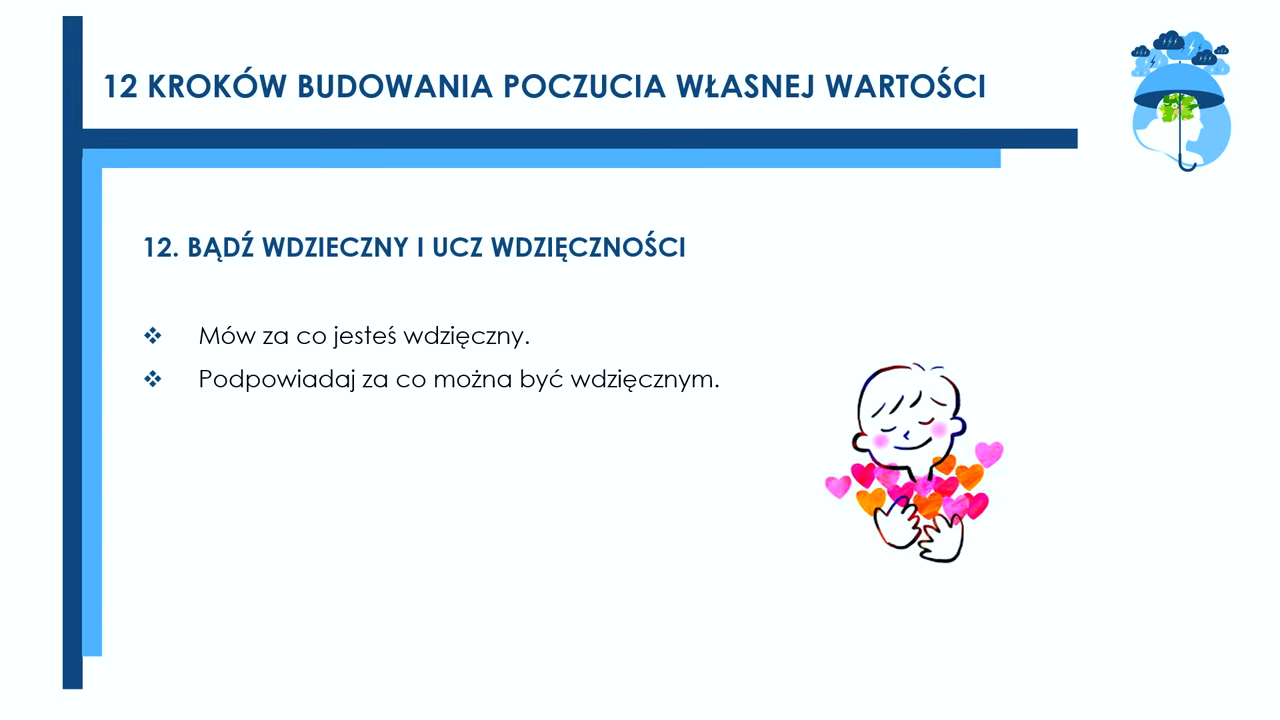 12 KROKÓW BUDOWANIA POCZUCIA WŁASNEJ WARTOŚCI
12. BĄDŹ WDZIECZNY I UCZ WDZIĘCZNOŚCI
Mów za co jesteś wdzięczny.
Podpowiadaj za co można być wdzięcznym.